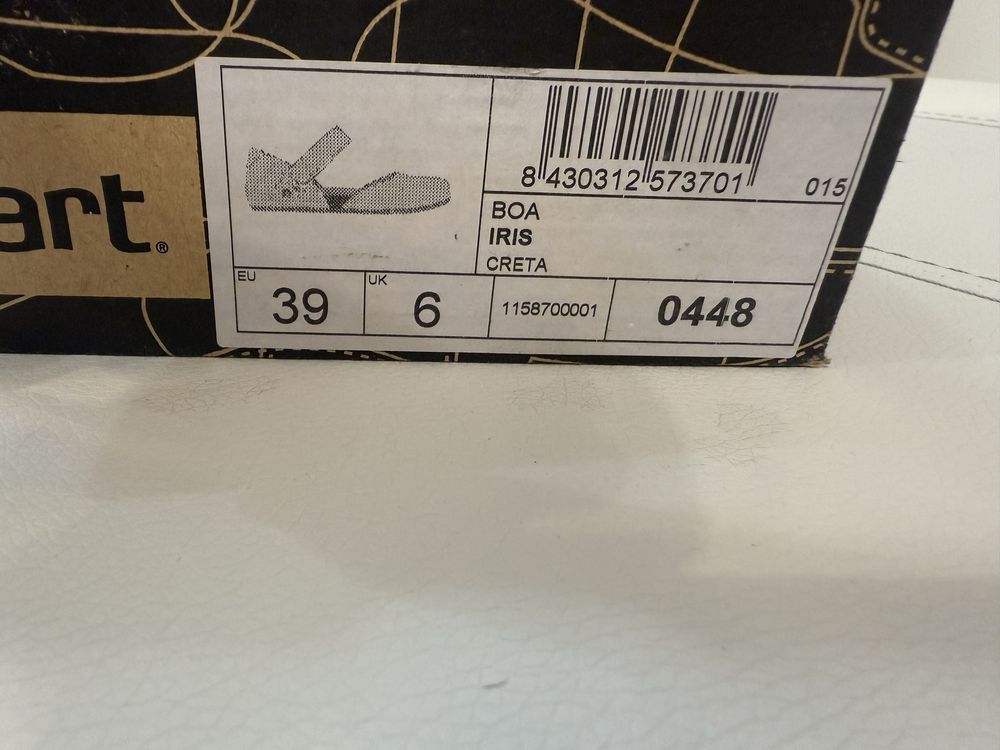 art®
8 430312 573701
015
BOA
IRIS
CRETA
EU 39
UK 6
1158700001
0448